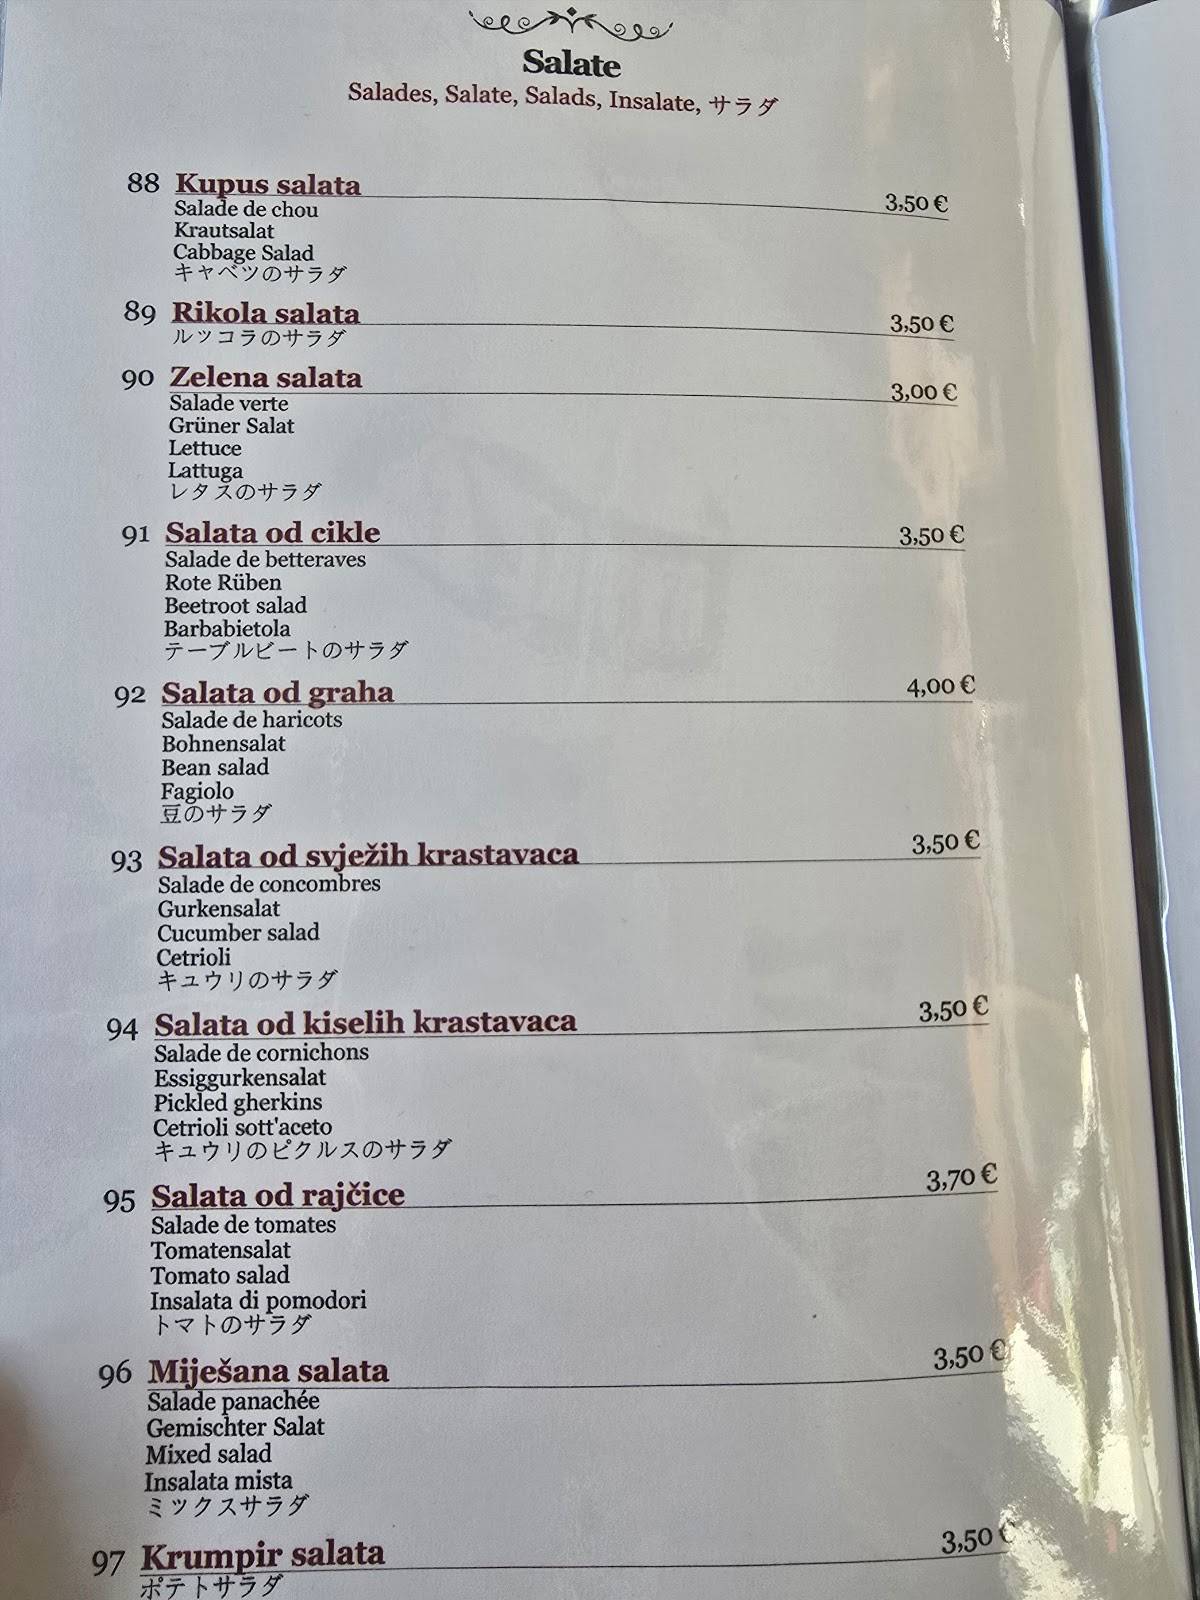 Salate
Salades, Salate, Salads, Insalate, サラダ
88 Kupus salata 3,50 €
Salade de chou
Krautsalat
Cabbage Salad
キャベツのサラダ
89 Rikola salata 3,50 €
ルッコラのサラダ
90 Zelena salata 3,00 €
Salade verte
Grüner Salat
Lettuce
Lattuga
レタスのサラダ
91 Salata od cikle 3,50 €
Salade de betteraves
Rote Rüben
Beetroot salad
Barbabietola
テーブルビートのサラダ
92 Salata od graha 4,00 €
Salade de haricots
Bohnensalat
Bean salad
Fagiolo
豆のサラダ
93 Salata od svježih krastavaca 3,50 €
Salade de concombres
Gurkensalat
Cucumber salad
Cetrioli
キュウリのサラダ
94 Salata od kiselih krastavaca 3,50 €
Salade de cornichons
Essiggurkensalat
Pickled gherkins
Cetrioli sott'aceto
キュウリのピクルスのサラダ
95 Salata od rajčice 3,70 €
Salade de tomates
Tomatensalat
Tomato salad
Insalata di pomodori
トマトのサラダ
96 Miješana salata 3,50 €
Salade panachée
Gemischter Salat
Mixed salad
Insalata mista
ミックスサラダ
97 Krumpir salata 3,50 €
ポテトサラダ